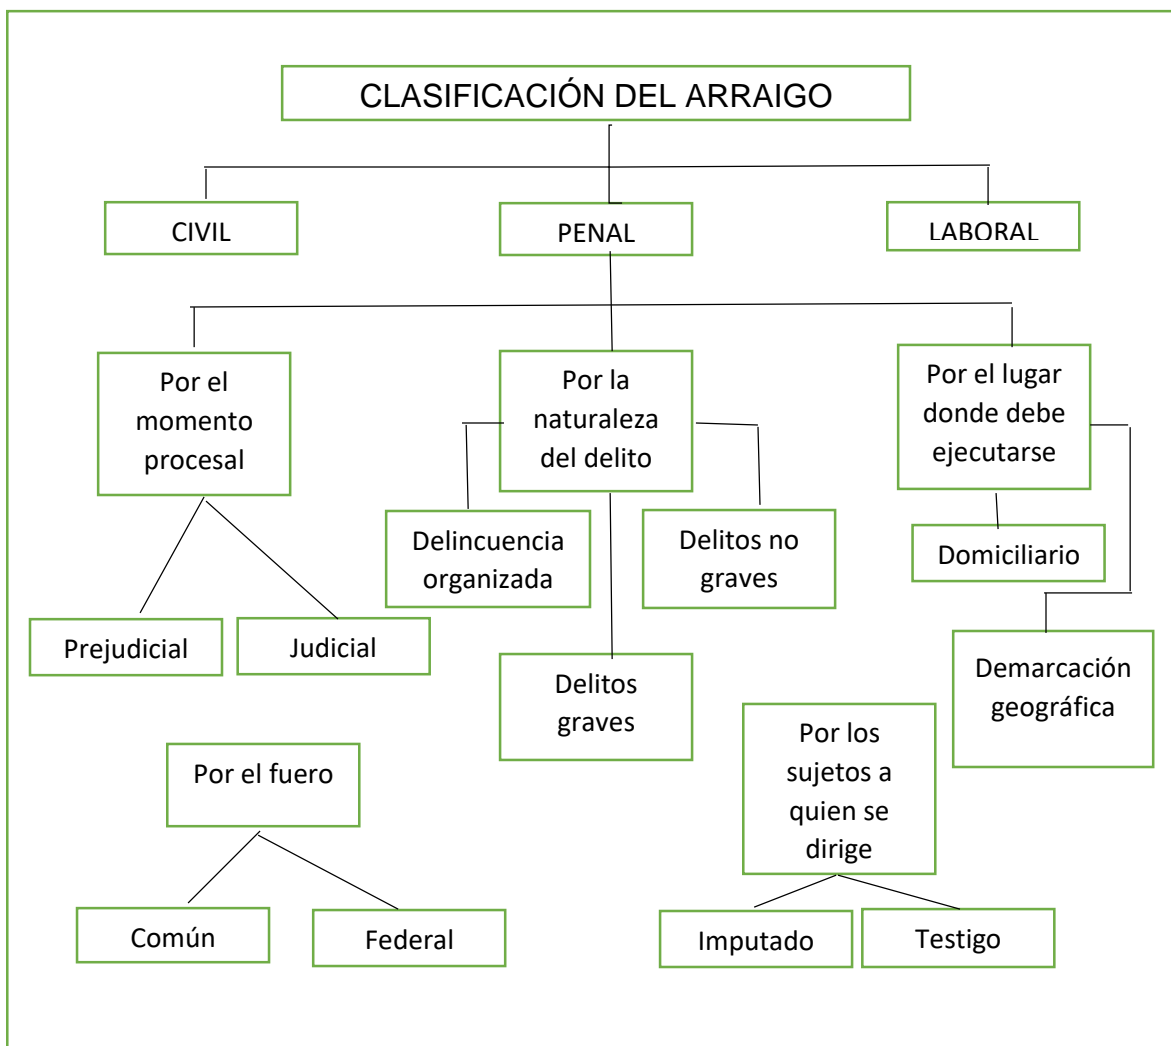 CLASIFICACIÓN DEL ARRAIGO
CIVIL
PENAL
LABORAL
Por el
momento
procesal
Por la
naturaleza
del delito
Por el lugar
donde debe
ejecutarse
Delincuencia
organizada
Delitos no
graves
Domiciliario
Prejudicial
Judicial
Delitos
graves
Demarcación
geográfica
Por el fuero
Por los
sujetos a
quien se
dirige
Común
Federal
Imputado
Testigo